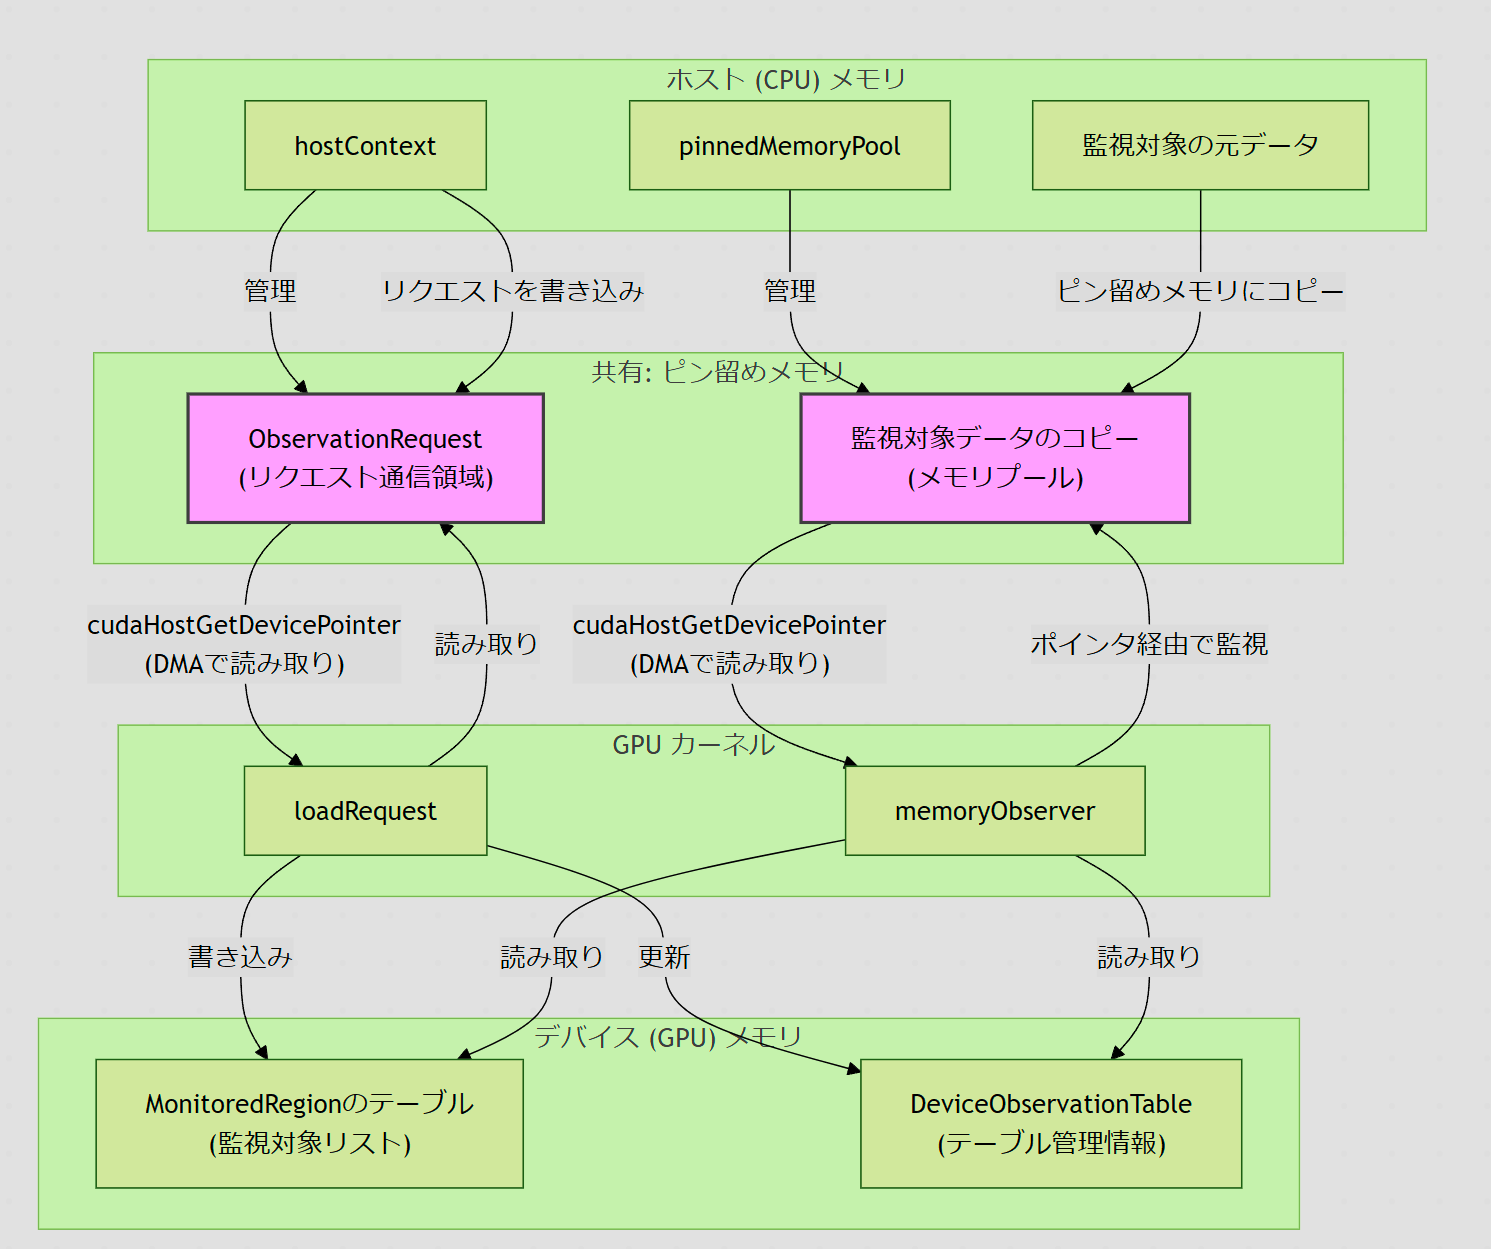 ホスト (CPU) メモリ
hostContext
pinnedMemoryPool
監視対象の元データ
管理
リクエストを書き込み
管理
ピン留めメモリにコピー
共有: ピン留めメモリ
ObservationRequest
(リクエスト通信領域)
監視対象データのコピー
(メモリプール)
cudaHostGetDevicePointer
(DMAで読み取り)
読み取り
cudaHostGetDevicePointer
(DMAで読み取り)
ポインタ経由で監視
GPU カーネル
loadRequest
memoryObserver
書き込み
読み取り
更新
読み取り
デバイス (GPU) メモリ
MonitoredRegionのテーブル
(監視対象リスト)
DeviceObservationTable
(テーブル管理情報)